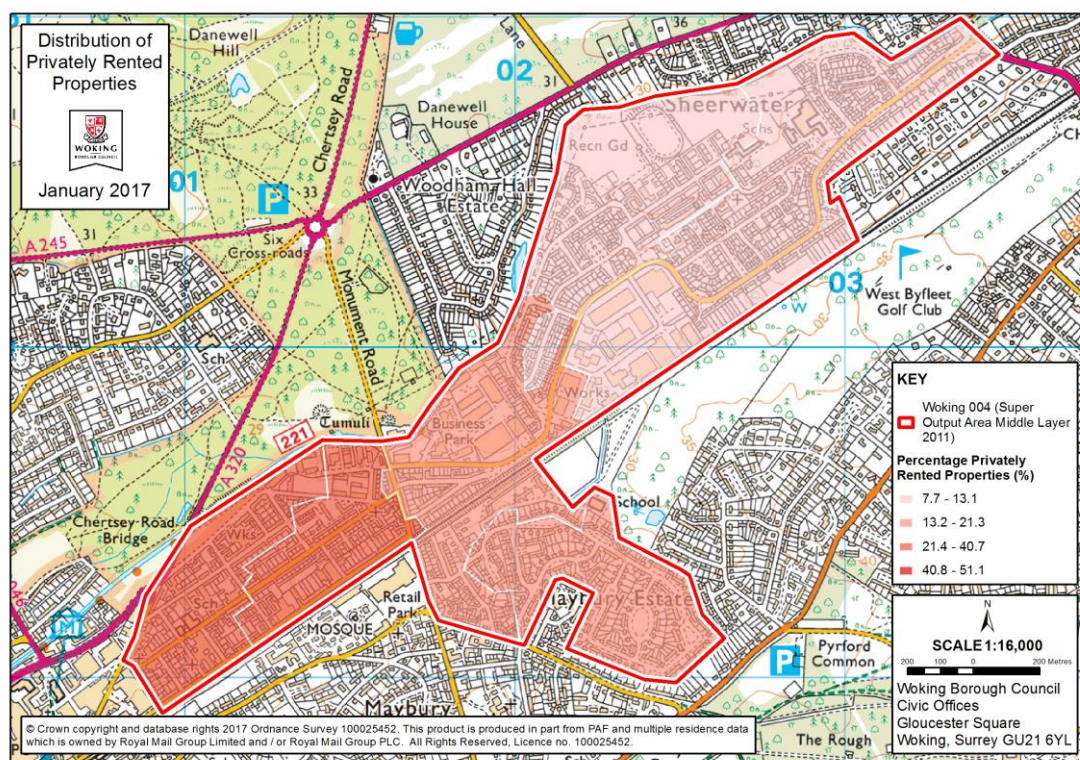 Distribution of
Privately Rented
Properties
WOKING
BOROUGH COUNCIL
January 2017
Danewell
Hill
Lane
36
02
31
Danewell
House
Chertsey Road
01
P
33
31
A 245
Six
Cross-roads
Woodham Hall
Estate
Sheerwater
Schs
Recn Gd
30
Monument Road
Sch
03
35
30
W
West Byfleet
Golf Club
Tumuli
29
221
A 320
Business
Park
Works
Chertsey Road
Bridge
Wks
School
35
30
Sch
M
Retail
Park
MOSQUE
Maybury Estate
40
Maybury
P
Pyrford
Common
The Rough
KEY
Woking 004 (Super
Output Area Middle Layer
2011)
Percentage Privately
Rented Properties (%)
7.7 - 13.1
13.2 - 21.3
21.4 - 40.7
40.8 - 51.1
N
SCALE 1:16,000
200 100 0 200 Metres
Woking Borough Council
Civic Offices
Gloucester Square
Woking, Surrey GU21 6YL
© Crown copyright and database rights 2017 Ordnance Survey 100025452. This product is produced in part from PAF and multiple residence data
which is owned by Royal Mail Group Limited and / or Royal Mail Group PLC. All Rights Reserved, Licence no. 100025452.